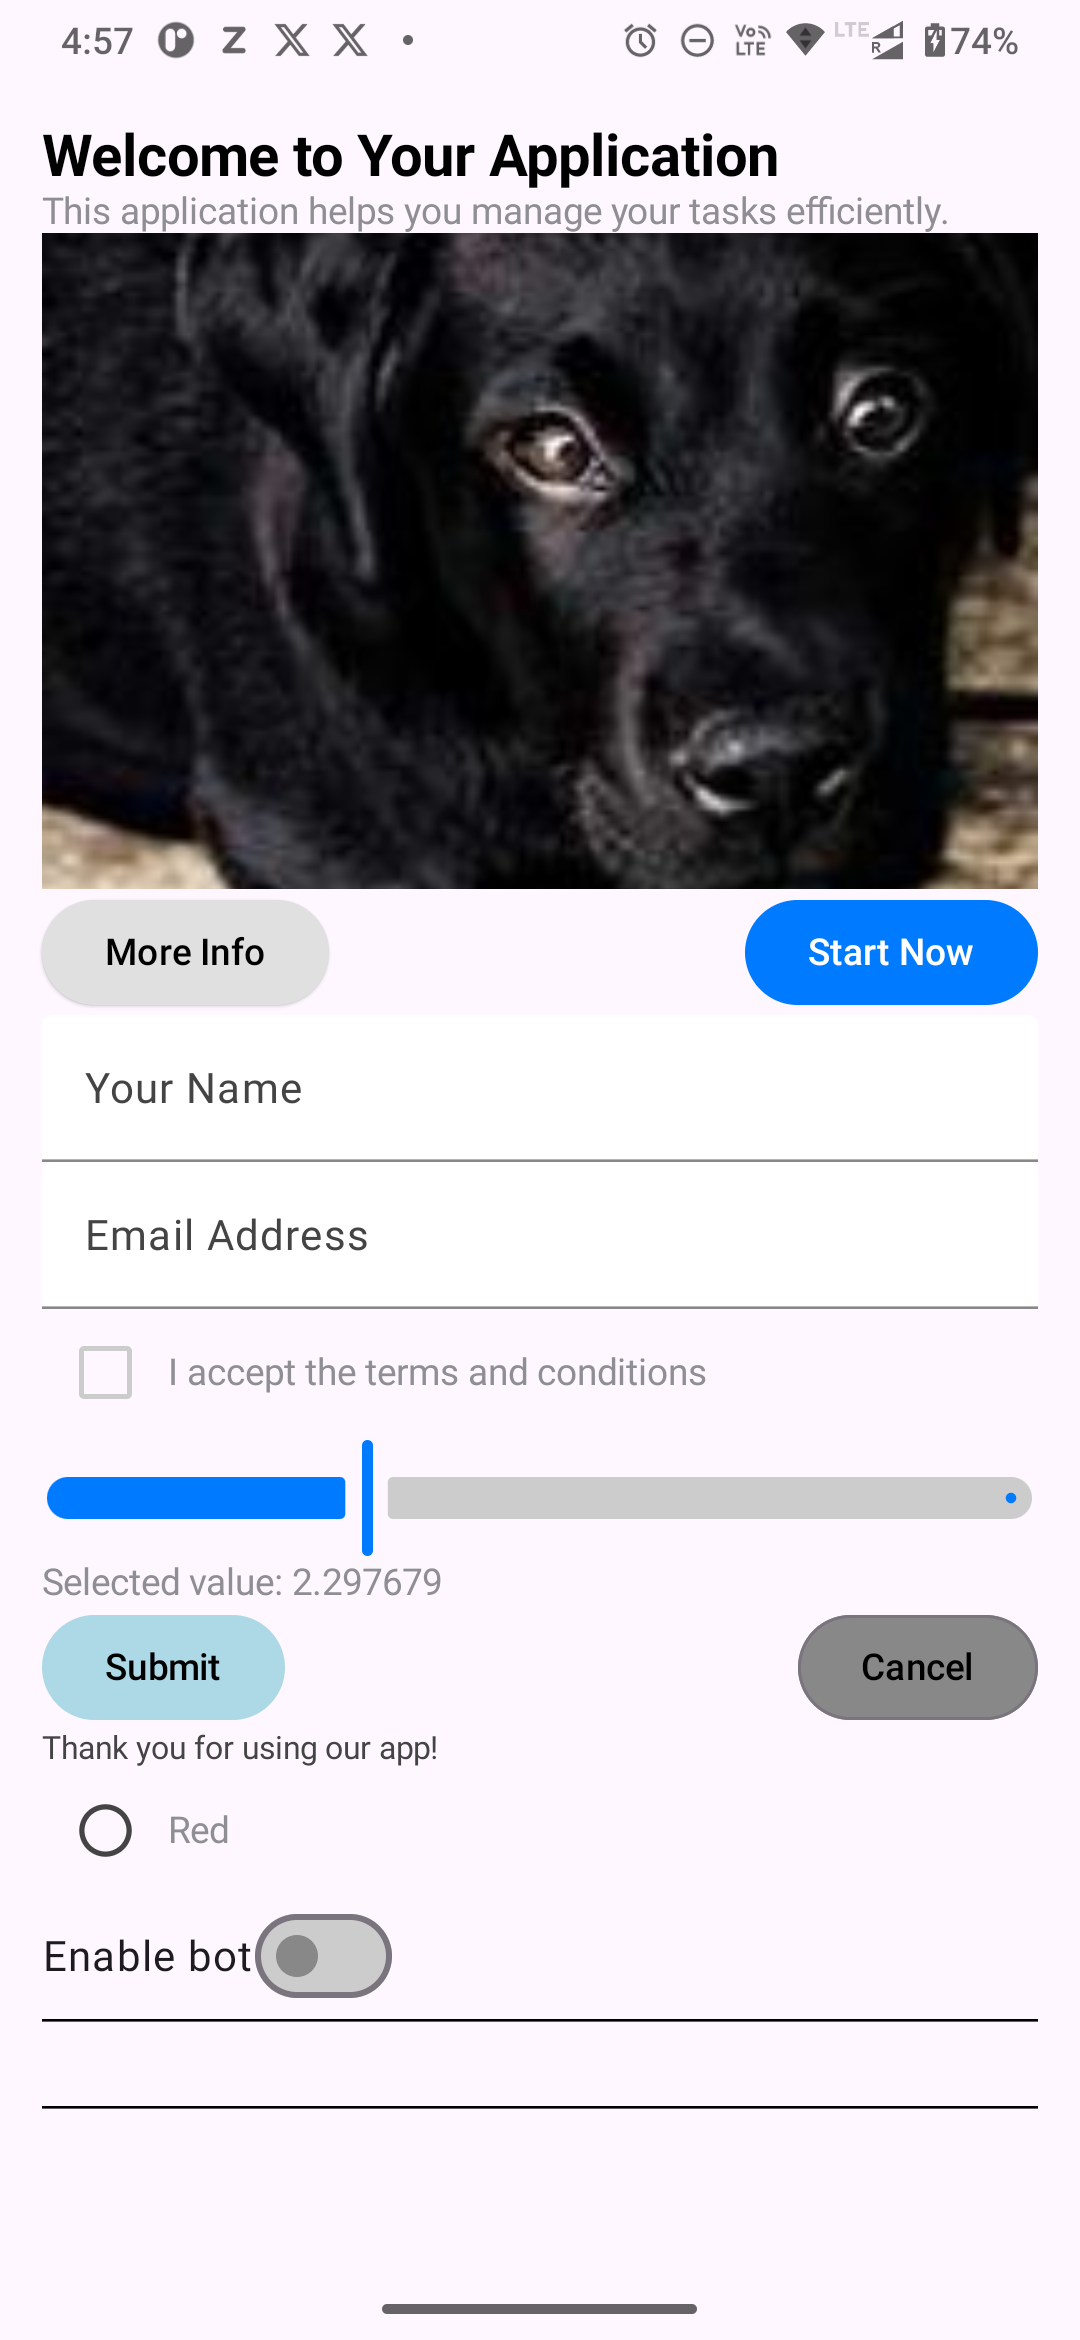 4:57 LTE 74%
Welcome to Your Application
This application helps you manage your tasks efficiently.
More Info Start Now
Your Name
Email Address
I accept the terms and conditions
Selected value: 2.297679
Submit Cancel
Thank you for using our app!
Red
Enable bot